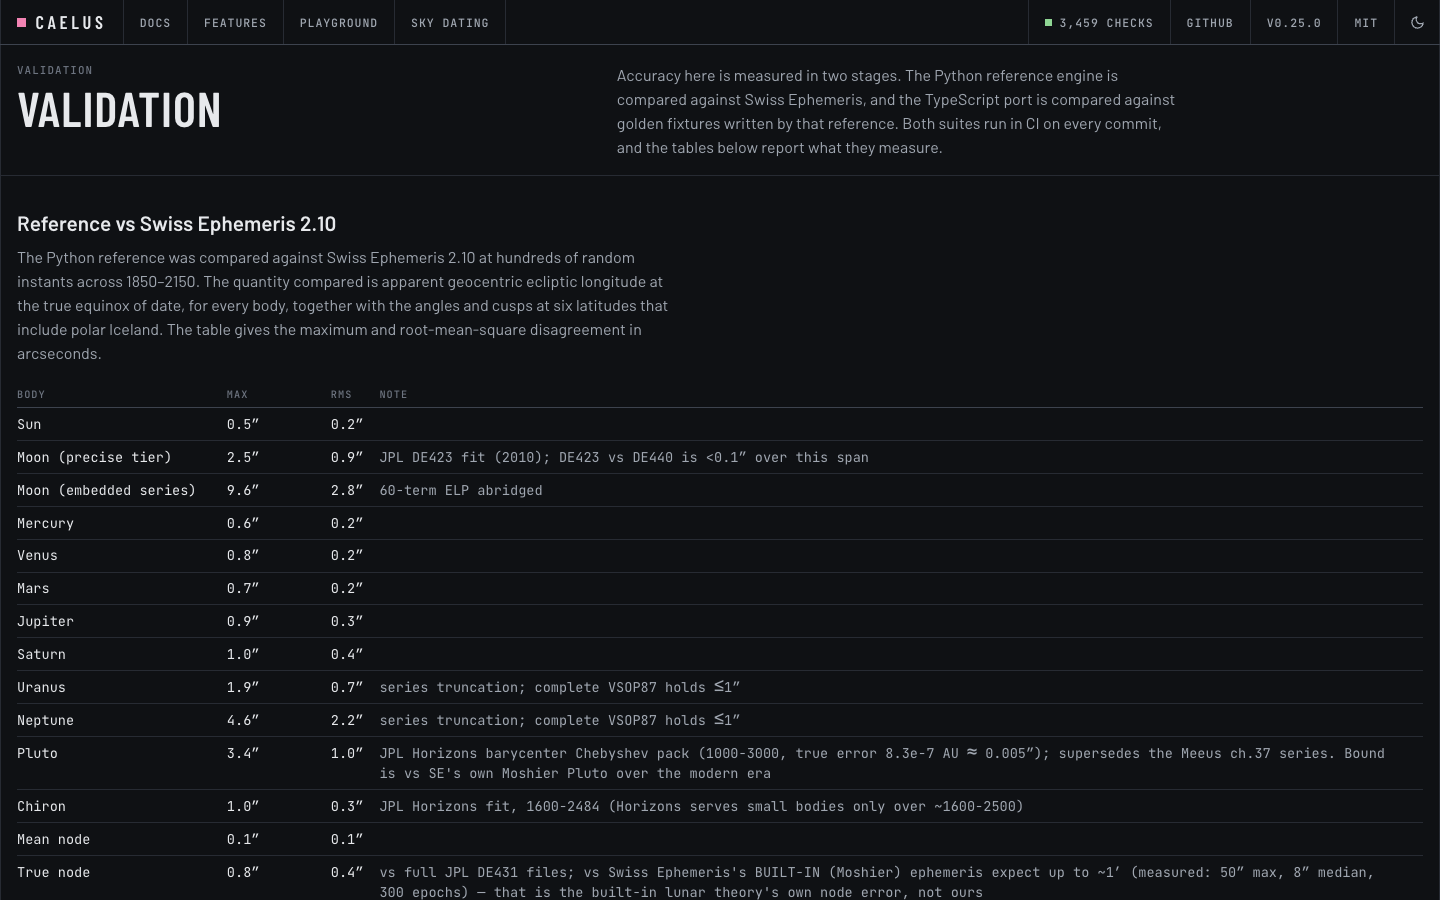 CAELUS DOCS FEATURES PLAYGROUND SKY DATING 3,459 CHECKS GITHUB V0.25.0 MIT
VALIDATION
VALIDATION
Accuracy here is measured in two stages. The Python reference engine is
compared against Swiss Ephemeris, and the TypeScript port is compared against
golden fixtures written by that reference. Both suites run in CI on every commit,
and the tables below report what they measure.
Reference vs Swiss Ephemeris 2.10
The Python reference was compared against Swiss Ephemeris 2.10 at hundreds of random
instants across 1850–2150. The quantity compared is apparent geocentric ecliptic longitude at
the true equinox of date, for every body, together with the angles and cusps at six latitudes that
include polar Iceland. The table gives the maximum and root-mean-square disagreement in
arcseconds.
BODY MAX RMS NOTE
Sun 0.5″ 0.2″
Moon (precise tier) 2.5″ 0.9″ JPL DE423 fit (2010); DE423 vs DE440 is <0.1″ over this span
Moon (embedded series) 9.6″ 2.8″ 60-term ELP abridged
Mercury 0.6″ 0.2″
Venus 0.8″ 0.2″
Mars 0.7″ 0.2″
Jupiter 0.9″ 0.3″
Saturn 1.0″ 0.4″
Uranus 1.9″ 0.7″ series truncation; complete VSOP87 holds ≤1″
Neptune 4.6″ 2.2″ series truncation; complete VSOP87 holds ≤1″
Pluto 3.4″ 1.0″ JPL Horizons barycenter Chebyshev pack (1000-3000, true error 8.3e-7 AU ≈ 0.005″); supersedes the Meeus ch.37 series. Bound
is vs SE's own Moshier Pluto over the modern era
Chiron 1.0″ 0.3″ JPL Horizons fit, 1600-2484 (Horizons serves small bodies only over ~1600-2500)
Mean node 0.1″ 0.1″
True node 0.8″ 0.4″ vs full JPL DE431 files; vs Swiss Ephemeris's BUILT-IN (Moshier) ephemeris expect up to ~1′ (measured: 50″ max, 8″ median,
300 epochs) — that is the built-in lunar theory's own node error, not ours